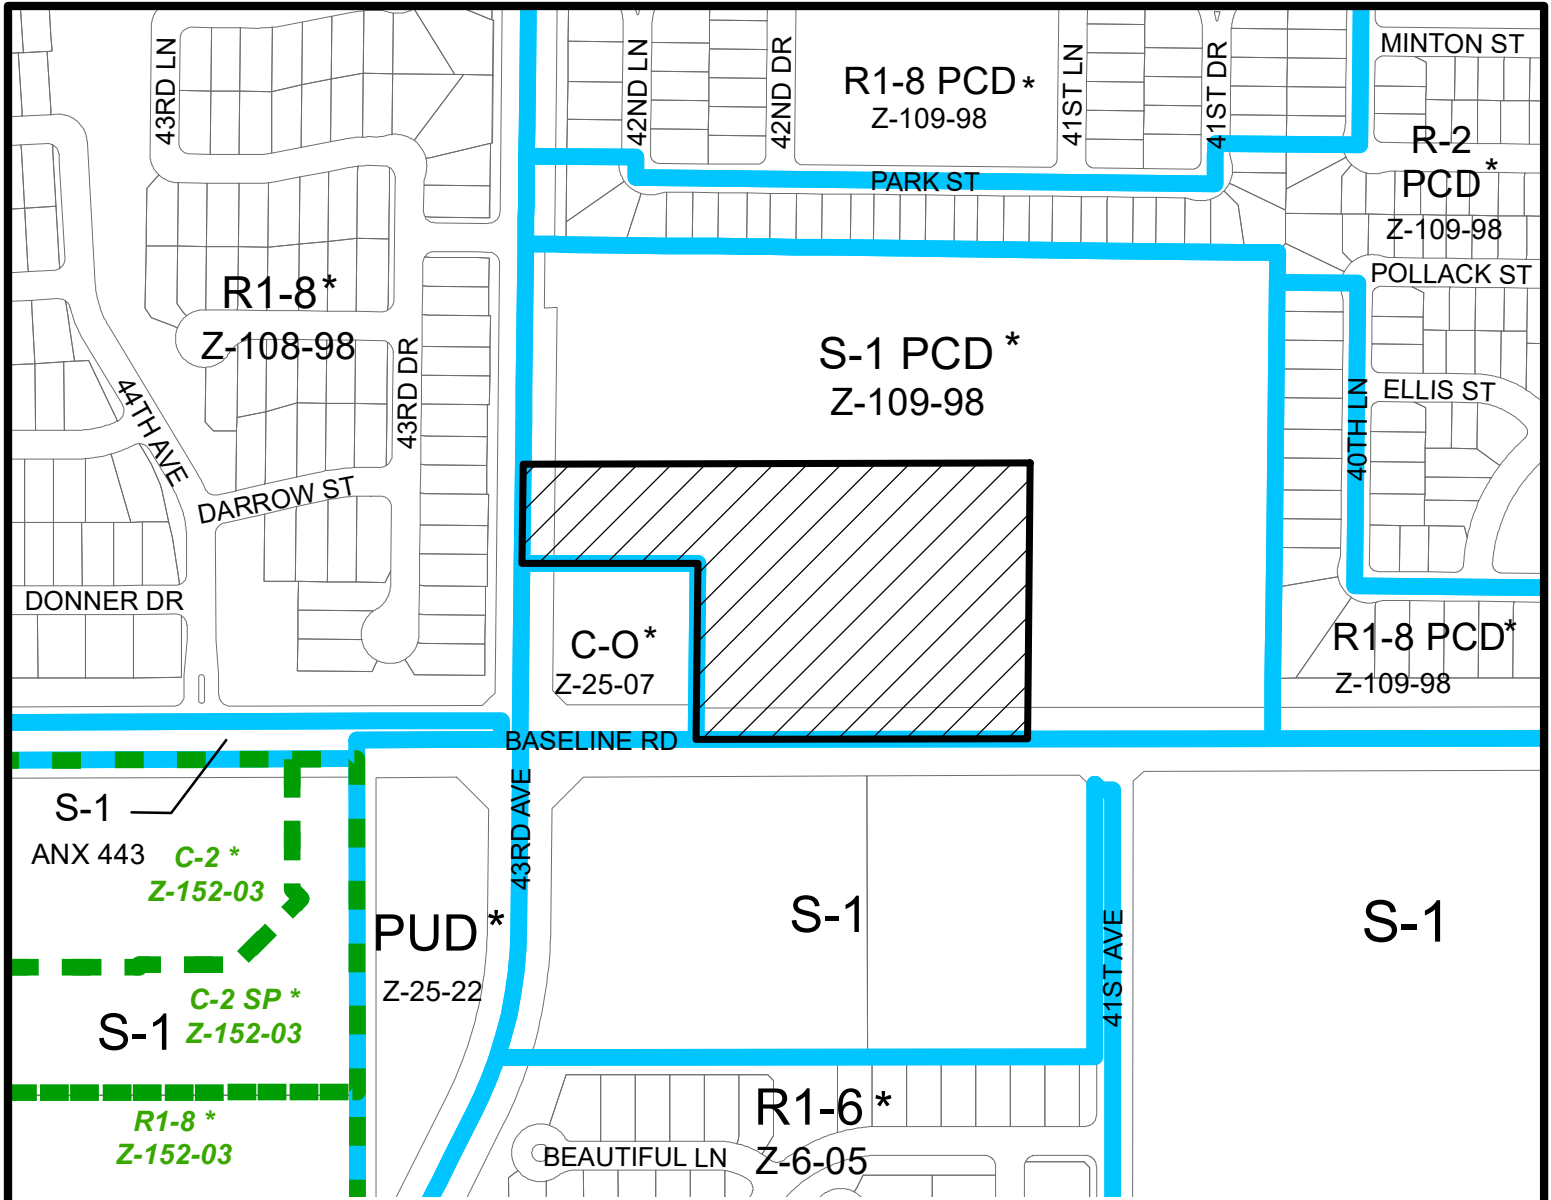 43RD LN
42ND LN
42ND DR
R1-8 PCD *
Z-109-98
41ST LN
41ST DR
MINTON ST
R-2
PCD *
Z-109-98
PARK ST
POLLACK ST
R1-8 *
Z-108-98
43RD DR
44TH AVE
S-1 PCD *
Z-109-98
40TH LN
ELLIS ST
DARROW ST
DONNER DR
C-O *
Z-25-07
R1-8 PCD *
Z-109-98
BASELINE RD
S-1
ANX 443
C-2 *
Z-152-03
43RD AVE
PUD *
Z-25-22
S-1
S-1
41ST AVE
C-2 SP *
Z-152-03
S-1
R1-8 *
Z-152-03
R1-6 *
Z-6-05
BEAUTIFUL LN